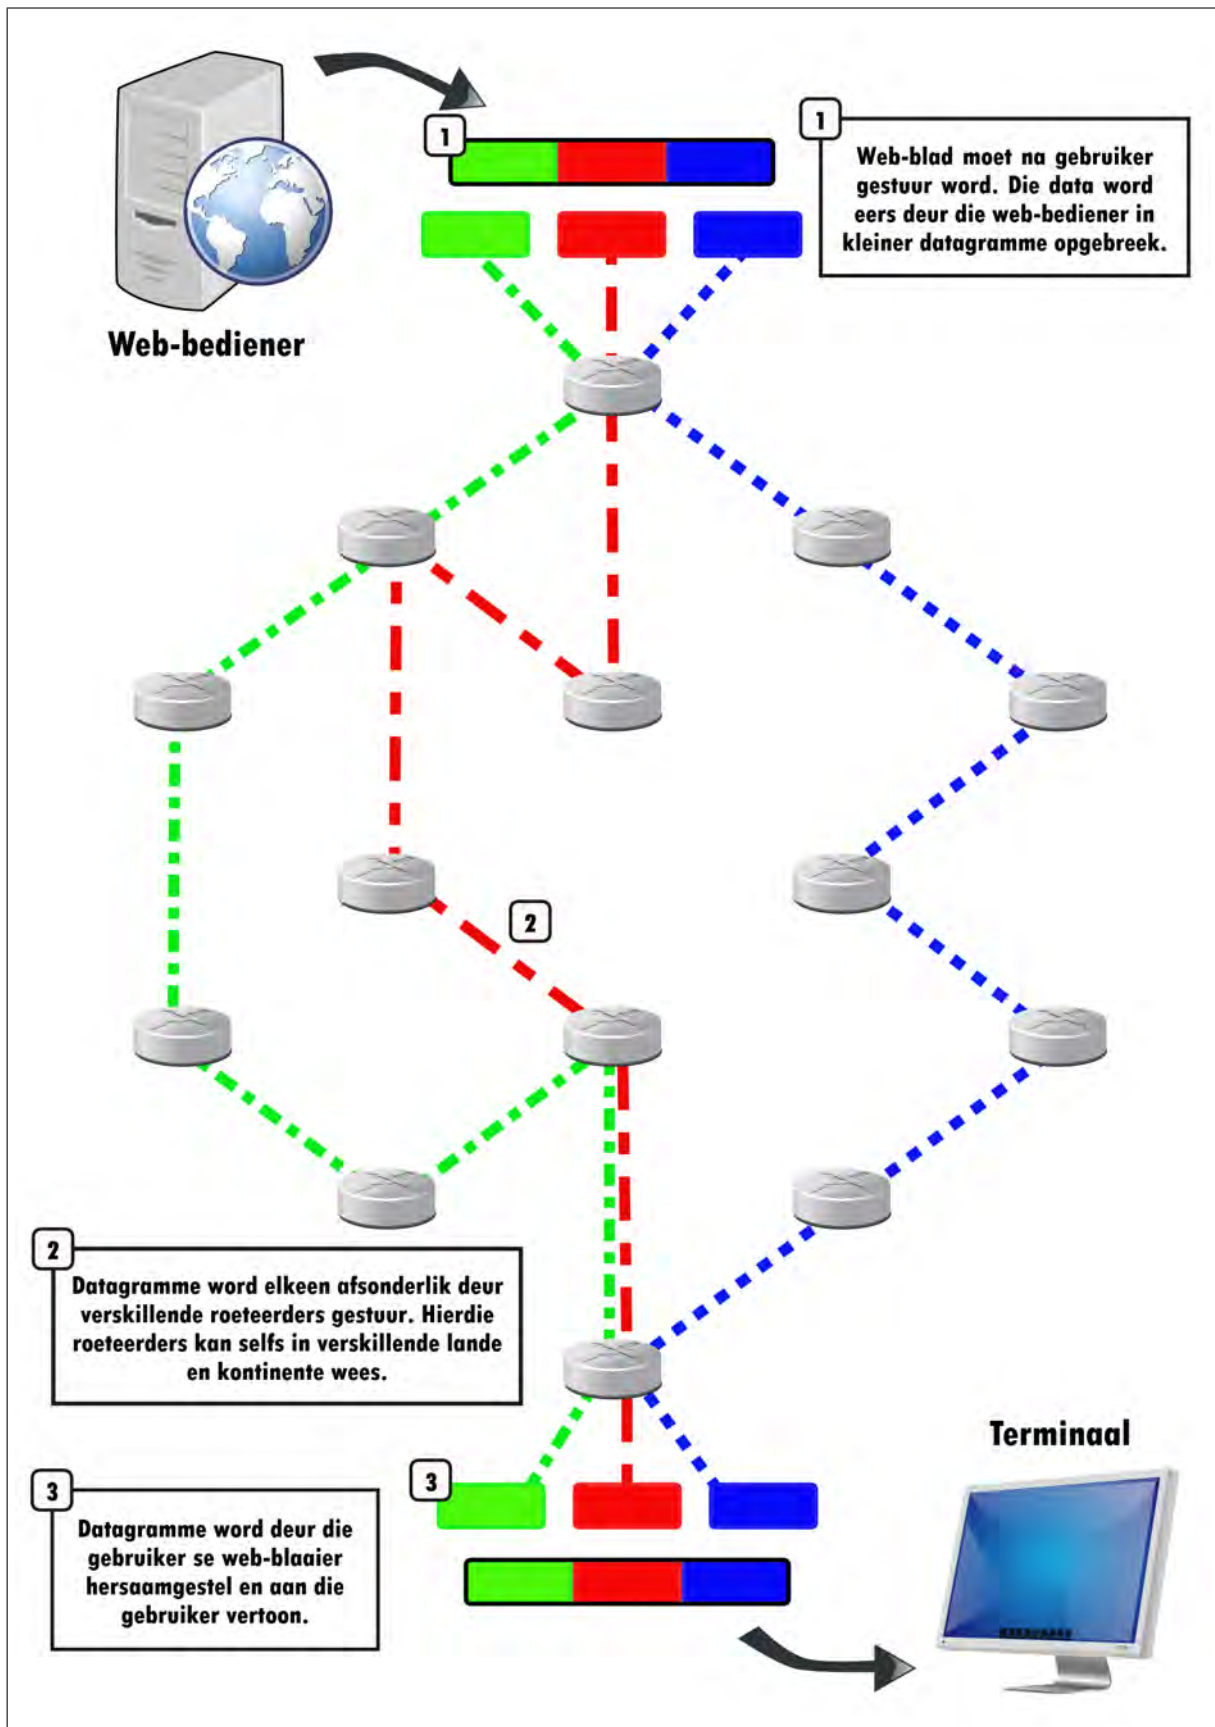 1
1
Web-blad moet na gebruiker
gestuur word. Die data word
eers deur die web-bediener in
kleiner datagramme opgebreek.
Web-bediener
2
2
Datagramme word elkeen afsonderlik deur
verskillende roeteerders gestuur. Hierdie
roeteerders kan selfs in verskillende lande
en kontinente wees.
Terminaal
3
3
Datagramme word deur die
gebruiker se web-blaaier
hersaamgestel en aan die
gebruiker vertoon.